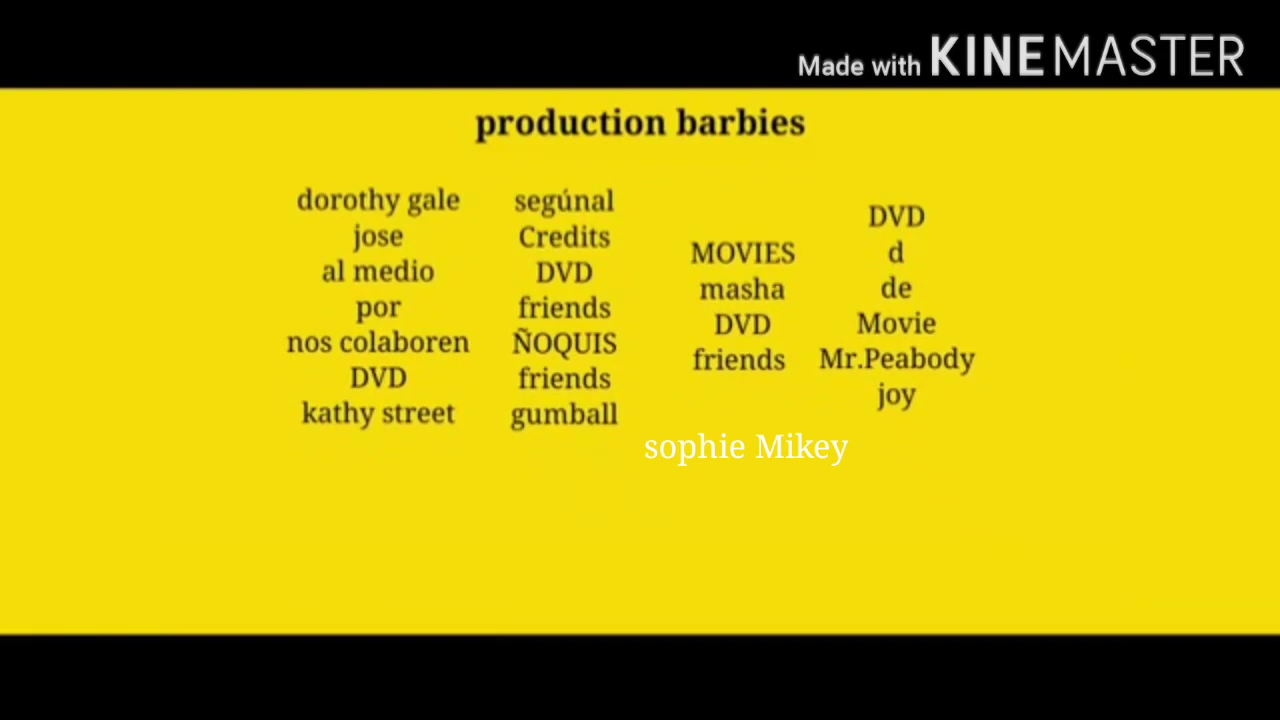 Made with KINEMASTER
production barbies
dorothy gale
jose
al medio
por
nos colaboren
DVD
kathy street
segúnal
Credits
DVD
friends
ÑOQUIS
friends
gumball
MOVIES
masha
DVD
friends
DVD
d
de
Movie
Mr.Peabody
joy
sophie Mikey